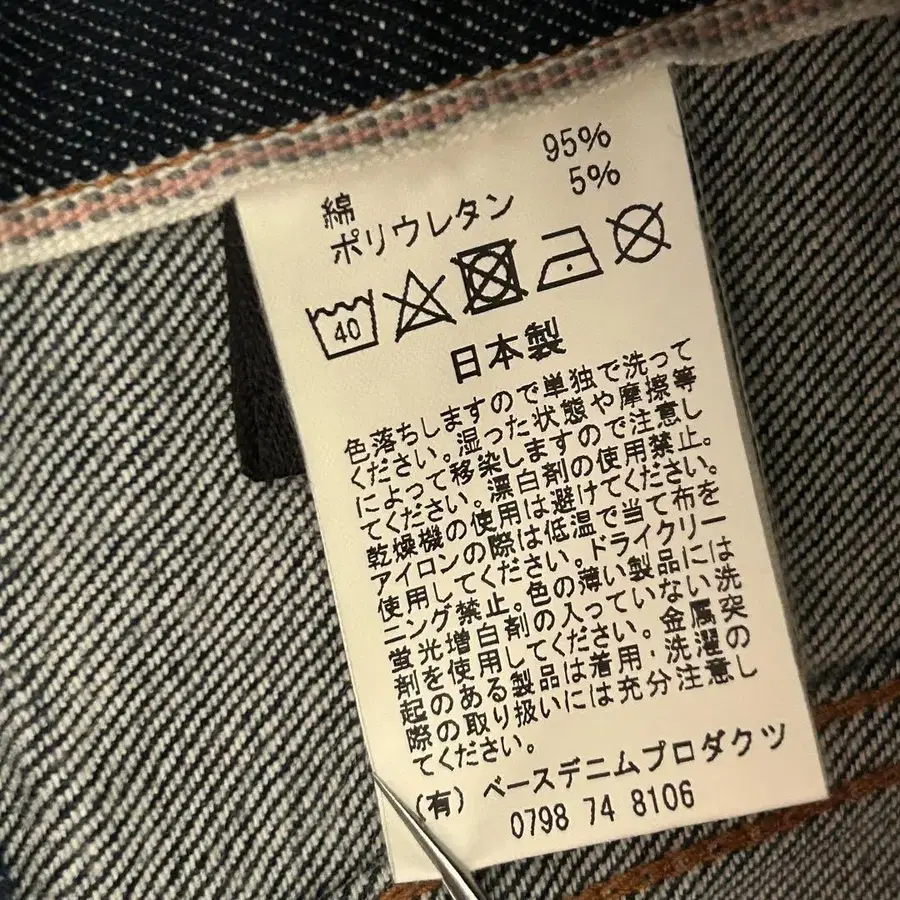 綿 95%
ポリウレタン 5%
40
日本製
色落ちしますので単独で洗って
ください。湿った状態や摩擦等
によって移染しますので注意し
てください。漂白剤の使用禁止。
乾燥機の使用は避けてください。
アイロンの際は低温で当て布を
使用してください。ドライクリー
ニング禁止。色の薄い製品には
蛍光増白剤の入っていない洗
剤を使用してください。金属突
起のある製品は着用・洗濯の
際の取り扱いには充分注意し
てください。
(有) ベースデニムプロダクツ
0798 74 8106